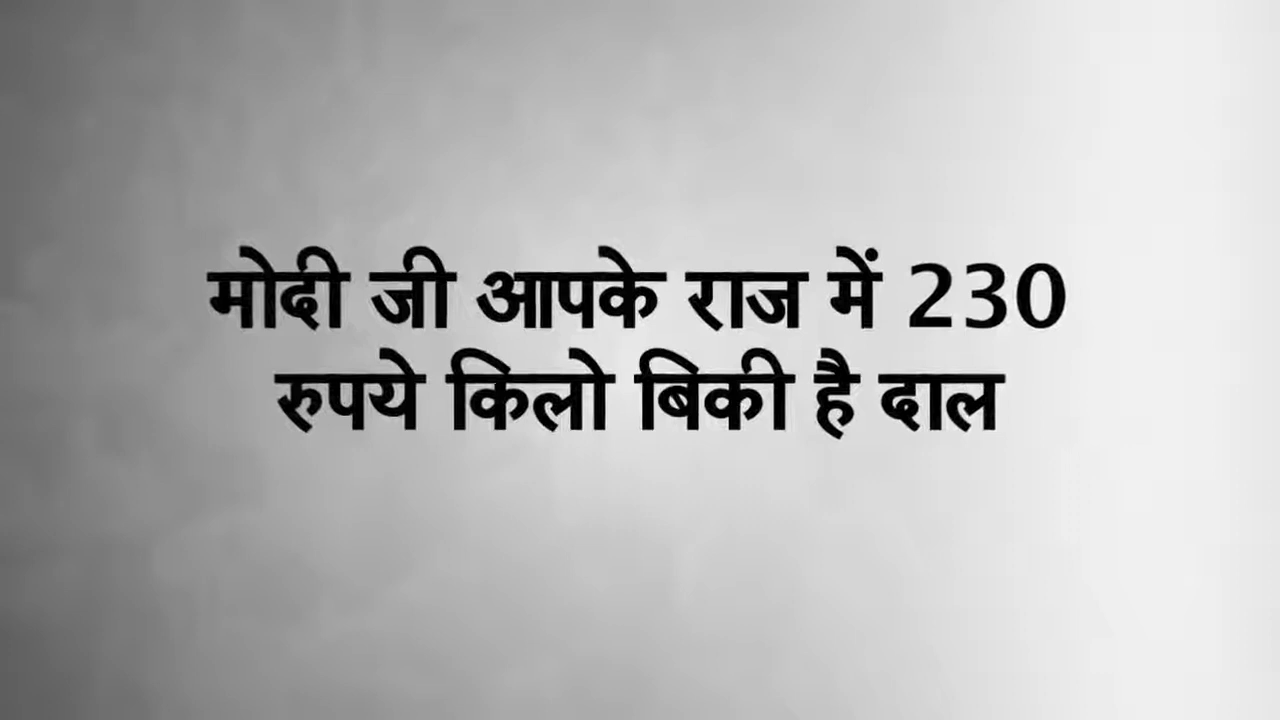 मोदी जी आपके राज में 230
रुपये किलो बिकी है दाल